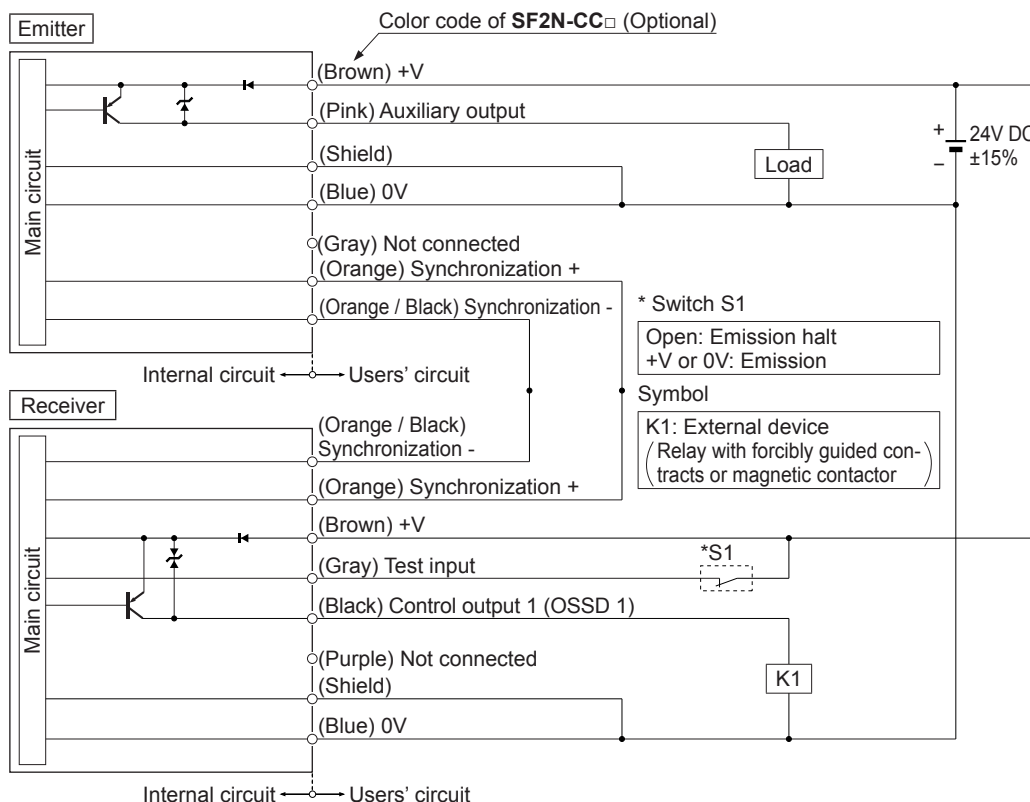 Emitter
Color code of SF2N-CC□ (Optional)
Main circuit
(Brown) +V
(Pink) Auxiliary output
(Shield)
(Blue) 0V
(Gray) Not connected
(Orange) Synchronization +
(Orange / Black) Synchronization -
Load
+
−
24V DC
±15%
* Switch S1
Open: Emission halt
+V or 0V: Emission
Internal circuit
Users' circuit
Symbol
K1: External device
(Relay with forcibly guided con-
tracts or magnetic contactor)
Receiver
Main circuit
(Orange / Black)
Synchronization -
(Orange) Synchronization +
(Brown) +V
(Gray) Test input
*S1
(Black) Control output 1 (OSSD 1)
(Purple) Not connected
(Shield)
K1
(Blue) 0V
Internal circuit
Users' circuit